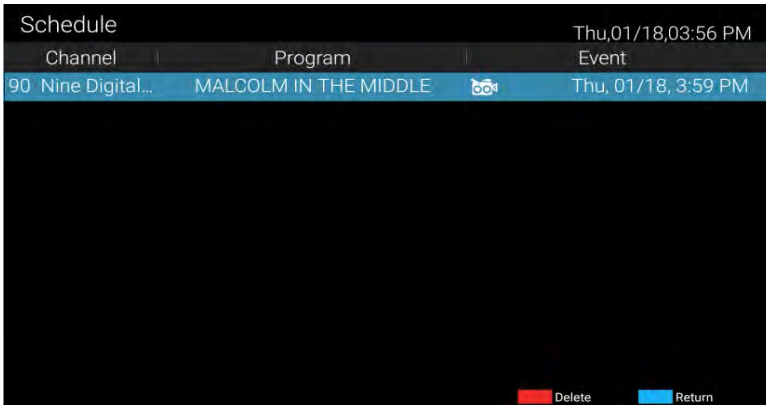 Schedule
Thu,01/18,03:56 PM
Channel Program Event
90 Nine Digital... MALCOLM IN THE MIDDLE Thu, 01/18, 3:59 PM
Delete Return